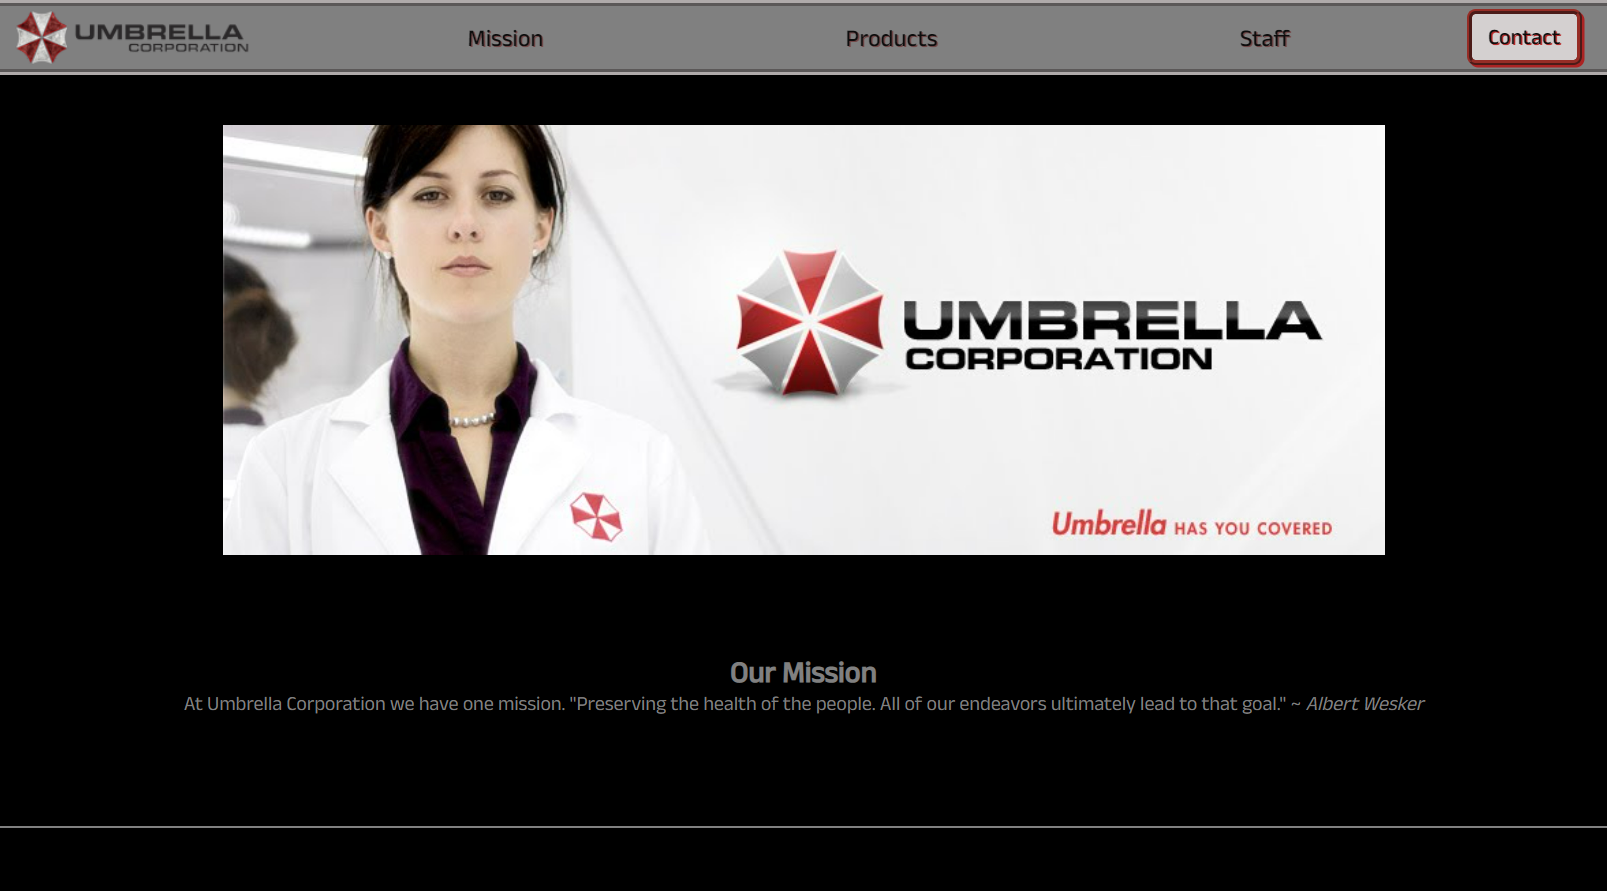 UMBRELLA
CORPORATION
Mission
Products
Staff
Contact
UMBRELLA
CORPORATION
Umbrella HAS YOU COVERED
Our Mission
At Umbrella Corporation we have one mission. "Preserving the health of the people. All of our endeavors ultimately lead to that goal." ~ Albert Wesker